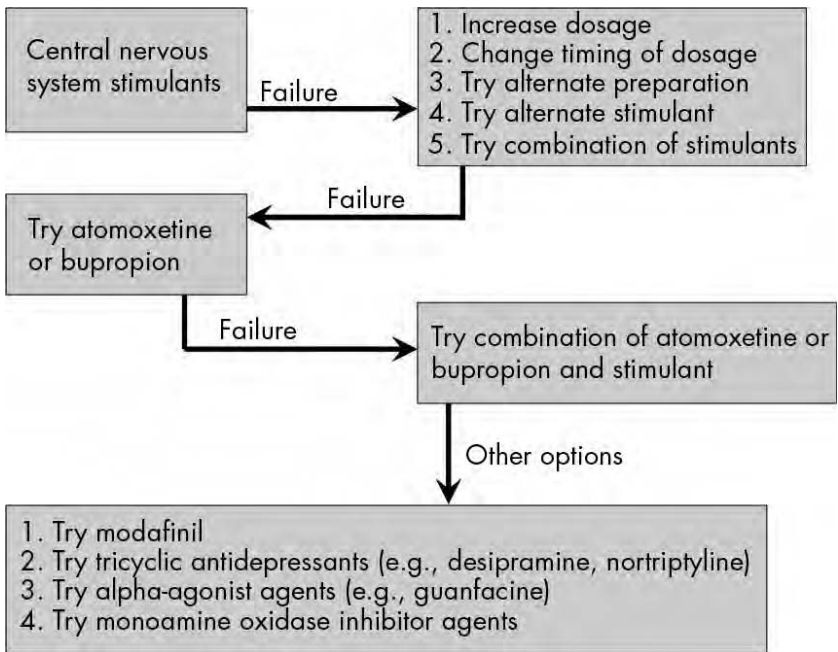 Central nervous
system stimulants
Failure
1. Increase dosage
2. Change timing of dosage
3. Try alternate preparation
4. Try alternate stimulant
5. Try combination of stimulants
Failure
Try atomoxetine
or bupropion
Failure
Try combination of atomoxetine or
bupropion and stimulant
Other options
1. Try modafinil
2. Try tricyclic antidepressants (e.g., desipramine, nortriptyline)
3. Try alpha-agonist agents (e.g., guanfacine)
4. Try monoamine oxidase inhibitor agents